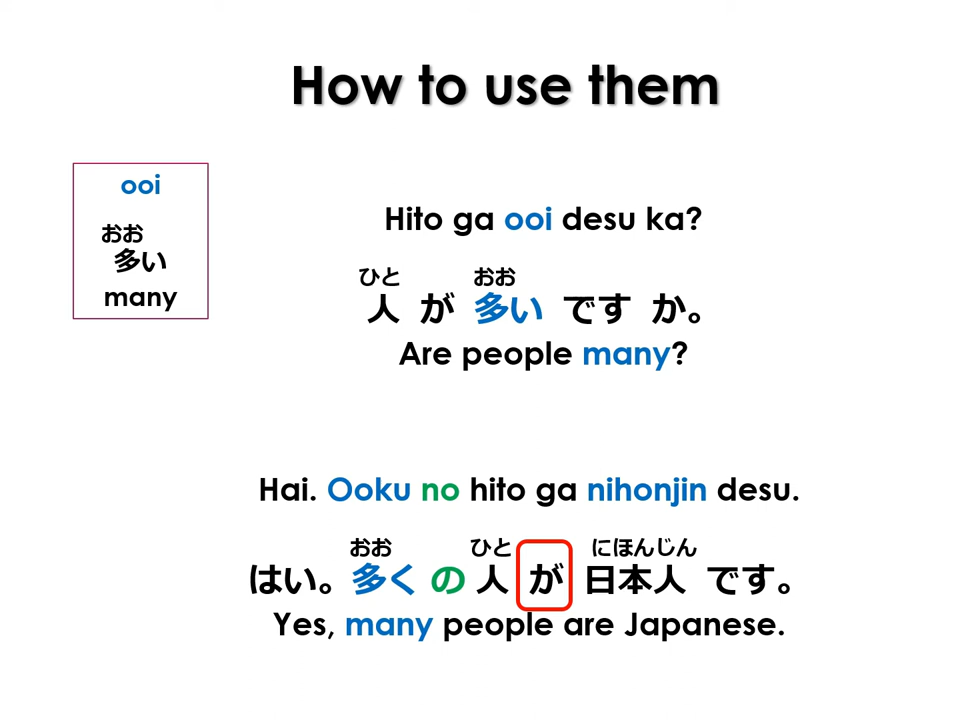 How to use them
ooi
おお
多い
many
Hito ga ooi desu ka?
ひと おお
人 が 多い です か。
Are people many?
Hai. Ooku no hito ga nihonjin desu.
おお ひと にほんじん
はい。多く の 人 が 日本人 です。
Yes, many people are Japanese.